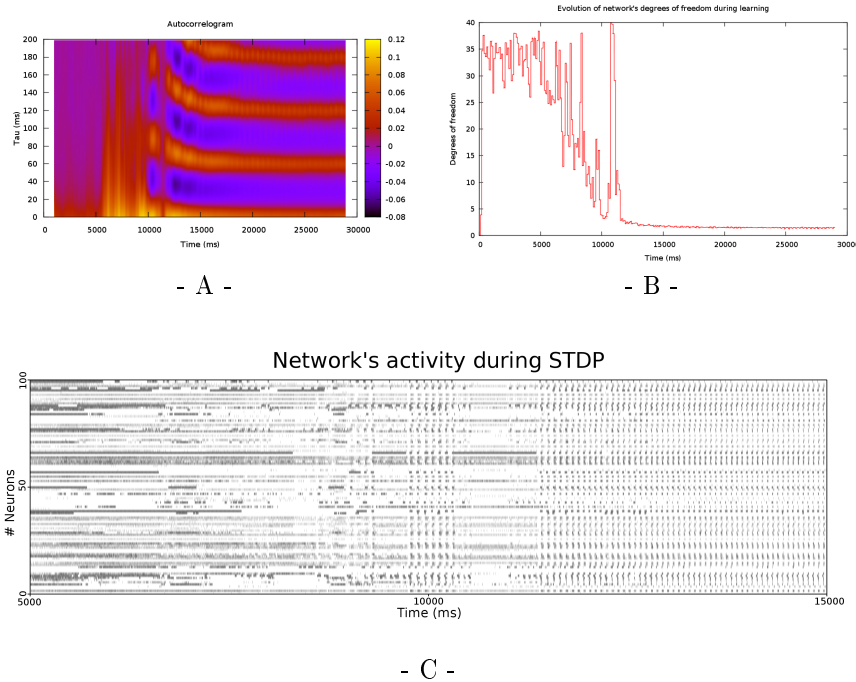 Autocorrelogram
Tau (ms)
200
180
160
140
120
100
80
60
40
20
0
0 5000 10000 15000 20000 25000 30000
Time (ms)
0.12
0.1
0.08
0.06
0.04
0.02
0
-0.02
-0.04
-0.06
-0.08
- A -
Evolution of network's degrees of freedom during learning
Degrees of freedom
40
35
30
25
20
15
10
5
0
0 5000 10000 15000 20000 25000 30000
Time (ms)
- B -
Network's activity during STDP
# Neurons
100
50
0
5000 10000 15000
Time (ms)
- C -